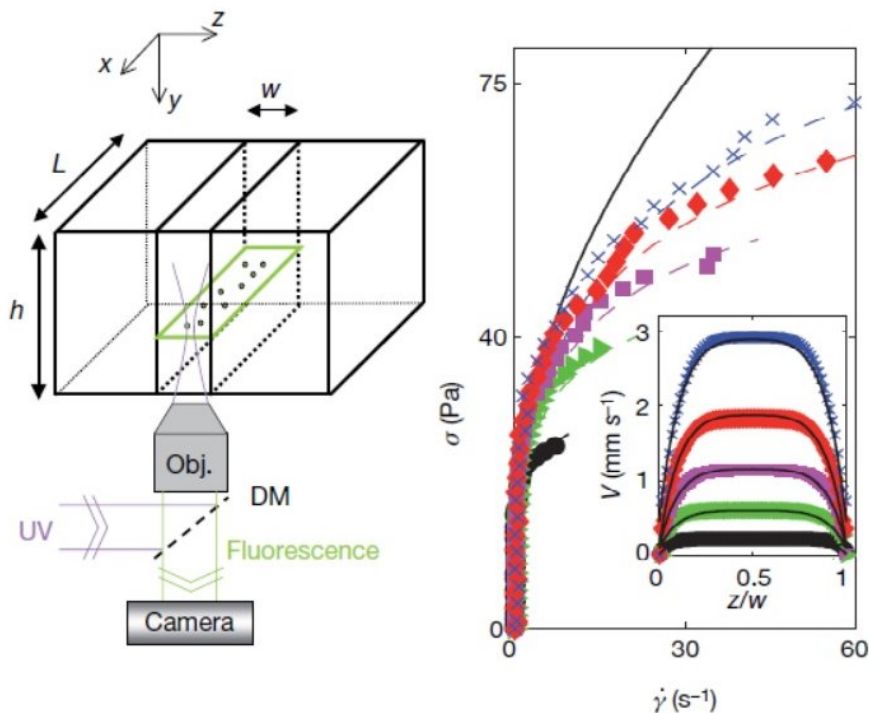 z
x
y
w
L
h
Obj.
DM
UV
Fluorescence
Camera
75
40
0
σ (Pa)
0 30 60
γ̇ (s⁻¹)
3
2
1
0
V (mm s⁻¹)
0 0.5 1
z/w